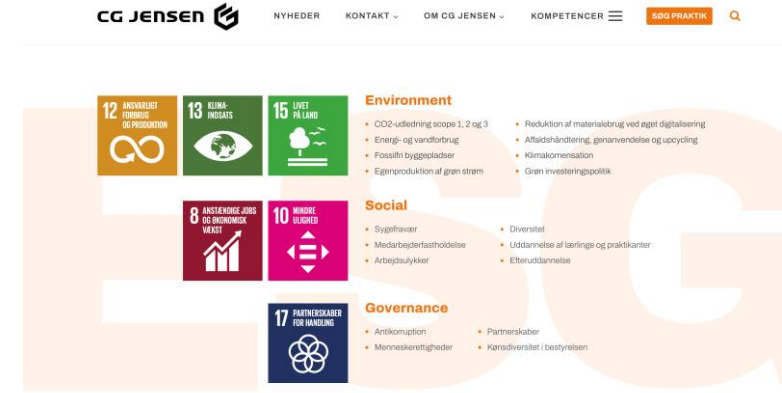 CG JENSEN
NYHEDER KONTAKT OM CG JENSEN KOMPETENCER SØG PRAKTIK
ESG
12 ANSVARLIGT FORBRUG OG PRODUKTION
13 KLIMA-INDSATS
15 LIVET PÅ LAND
Environment
• CO2-udledning scope 1, 2 og 3
• Energi- og vandforbrug
• Fossilfri byggepladser
• Egenproduktion af grøn strøm
• Reduktion af materialebrug ved øget digitalisering
• Affaldshåndtering, genanvendelse og upcycling
• Klimakomensation
• Grøn investeringspolitik
8 ANSTÆNDIGE JOBS OG ØKONOMISK VÆKST
10 MINDRE ULIGHED
Social
• Sygefravær
• Medarbejderfastholdelse
• Arbejdsulykker
• Diversitet
• Uddannelse af lærlinge og praktikanter
• Efteruddannelse
17 PARTNERSKABER FOR HANDLING
Governance
• Antikorruption
• Menneskerettigheder
• Partnerskaber
• Kønsdiversitet i bestyrelsen